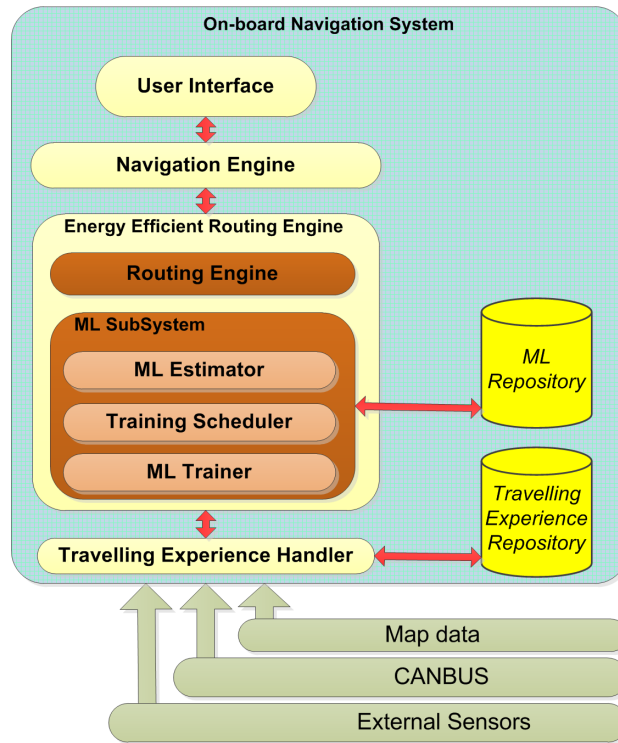 On-board Navigation System
User Interface
Navigation Engine
Energy Efficient Routing Engine
Routing Engine
ML SubSystem
ML Estimator
Training Scheduler
ML Trainer
ML
Repository
Travelling
Experience
Repository
Travelling Experience Handler
Map data
CANBUS
External Sensors